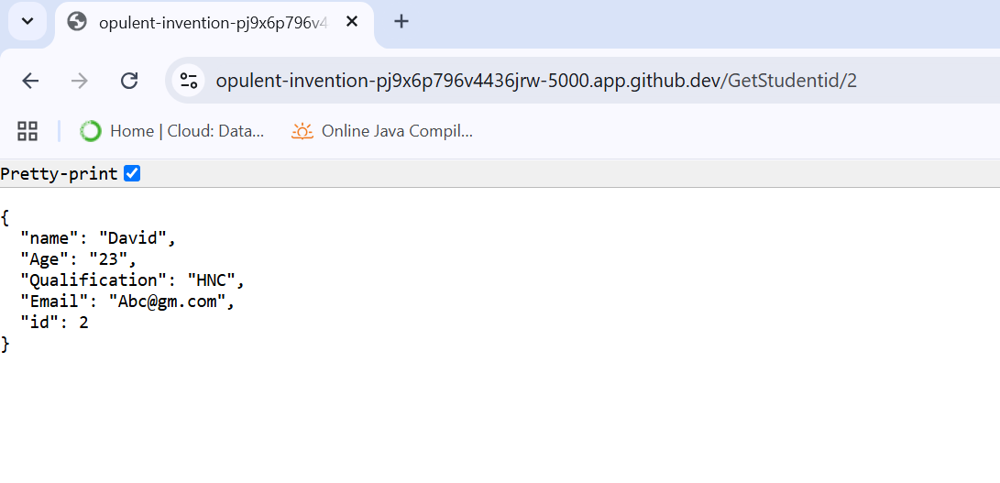 opulent-invention-pj9x6p796v4
opulent-invention-pj9x6p796v4436jrw-5000.app.github.dev/GetStudentid/2
Home | Cloud: Data...
Online Java Compil...
Pretty-print
{
  "name": "David",
  "Age": "23",
  "Qualification": "HNC",
  "Email": "Abc@gm.com",
  "id": 2
}